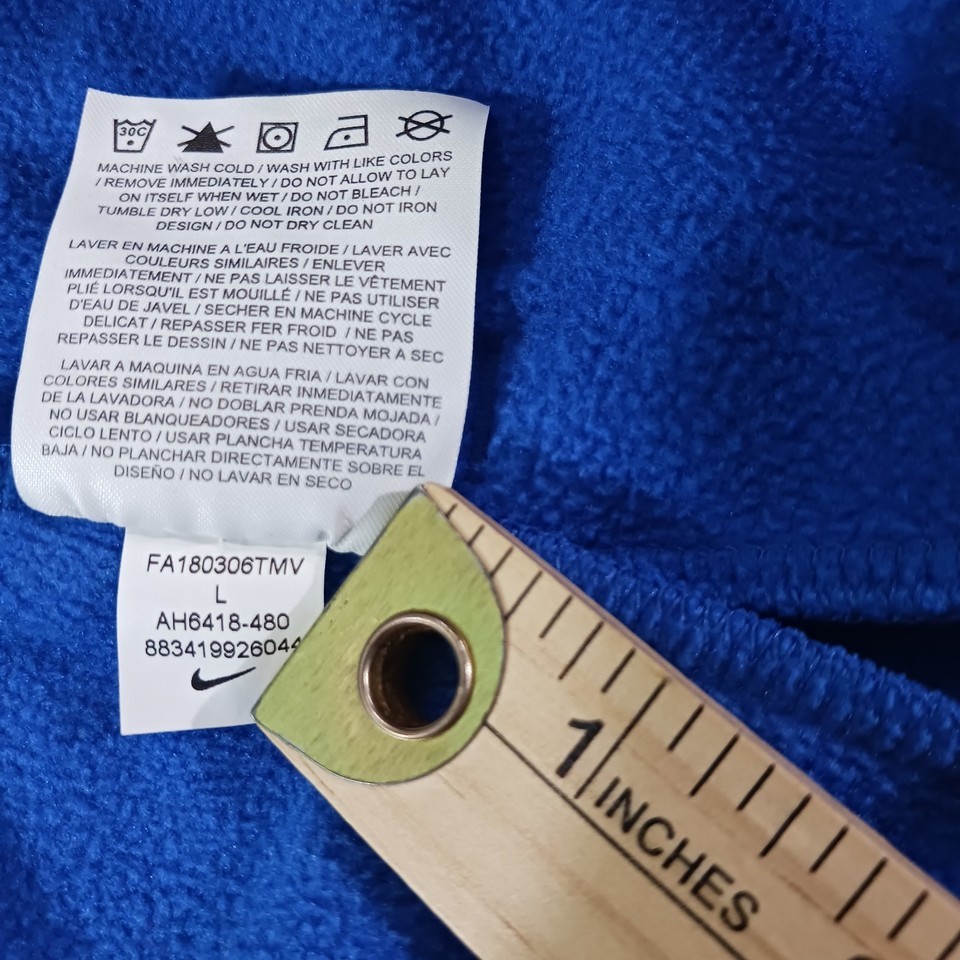 30C
MACHINE WASH COLD / WASH WITH LIKE COLORS
/ REMOVE IMMEDIATELY / DO NOT ALLOW TO LAY
ON ITSELF WHEN WET / DO NOT BLEACH /
TUMBLE DRY LOW / COOL IRON / DO NOT IRON
DESIGN / DO NOT DRY CLEAN
LAVER EN MACHINE A L'EAU FROIDE / LAVER AVEC
COULEURS SIMILAIRES / ENLEVER
IMMEDIATEMENT / NE PAS LAISSER LE VÊTEMENT
PLIÉ LORSQU'IL EST MOUILLÉ / NE PAS UTILISER
D'EAU DE JAVEL / SECHER EN MACHINE CYCLE
DELICAT / REPASSER FER FROID / NE PAS
REPASSER LE DESSIN / NE PAS NETTOYER A SEC
LAVAR A MAQUINA EN AGUA FRIA / LAVAR CON
COLORES SIMILARES / RETIRAR INMEDIATAMENTE
DE LA LAVADORA / NO DOBLAR PRENDA MOJADA /
NO USAR BLANQUEADORES / USAR SECADORA
CICLO LENTO / USAR PLANCHA TEMPERATURA
BAJA / NO PLANCHAR DIRECTAMENTE SOBRE EL
DISEÑO / NO LAVAR EN SECO
FA180306TMV
L
AH6418-480
883419926044
1
INCHES